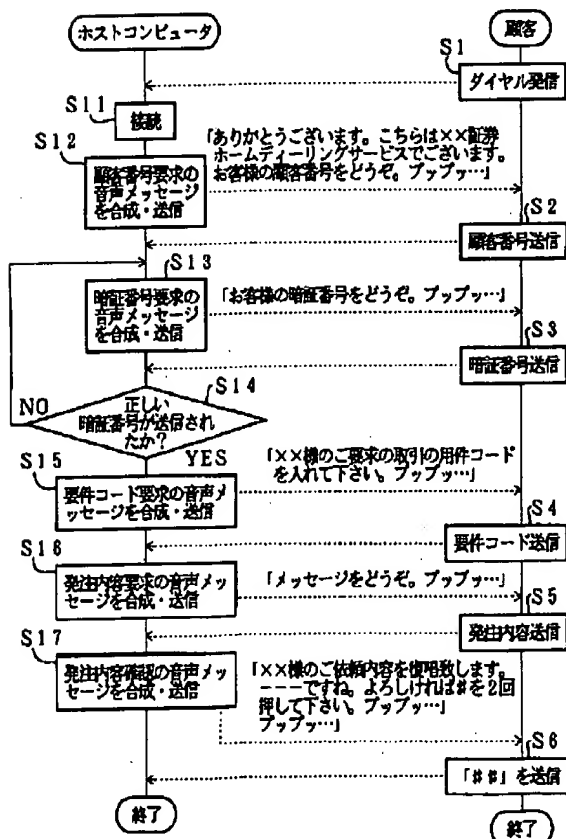 ホストコンピュータ
顧客
S1
ダイヤル発信
S11
接続
S12
顧客番号要求の
音声メッセージ
を合成・送信
「ありがとうございます。こちらは××証券
ホームディーリングサービスでございます。
お客様の顧客番号をどうぞ。プップッ…」
S2
顧客番号送信
S13
暗証番号要求の
音声メッセージ
を合成・送信
「お客様の暗証番号をどうぞ。プップッ…」
S3
暗証番号送信
S14
正しい
暗証番号が送信され
たか?
NO
YES
S15
要件コード要求の音声メ
ッセージを合成・送信
「××様のご要求の取引の用件コード
を入れて下さい。プップッ…」
S4
要件コード送信
S16
発注内容要求の音声メッ
セージを合成・送信
「メッセージをどうぞ。プップッ…」
S5
発注内容送信
S17
発注内容確認の音声メッ
セージを合成・送信
「××様のご依頼内容を復唱致します。
ーーーですね。よろしければ#を2回
押して下さい。プップッ…」
プップッ…」
S6
「##」を送信
終了
終了